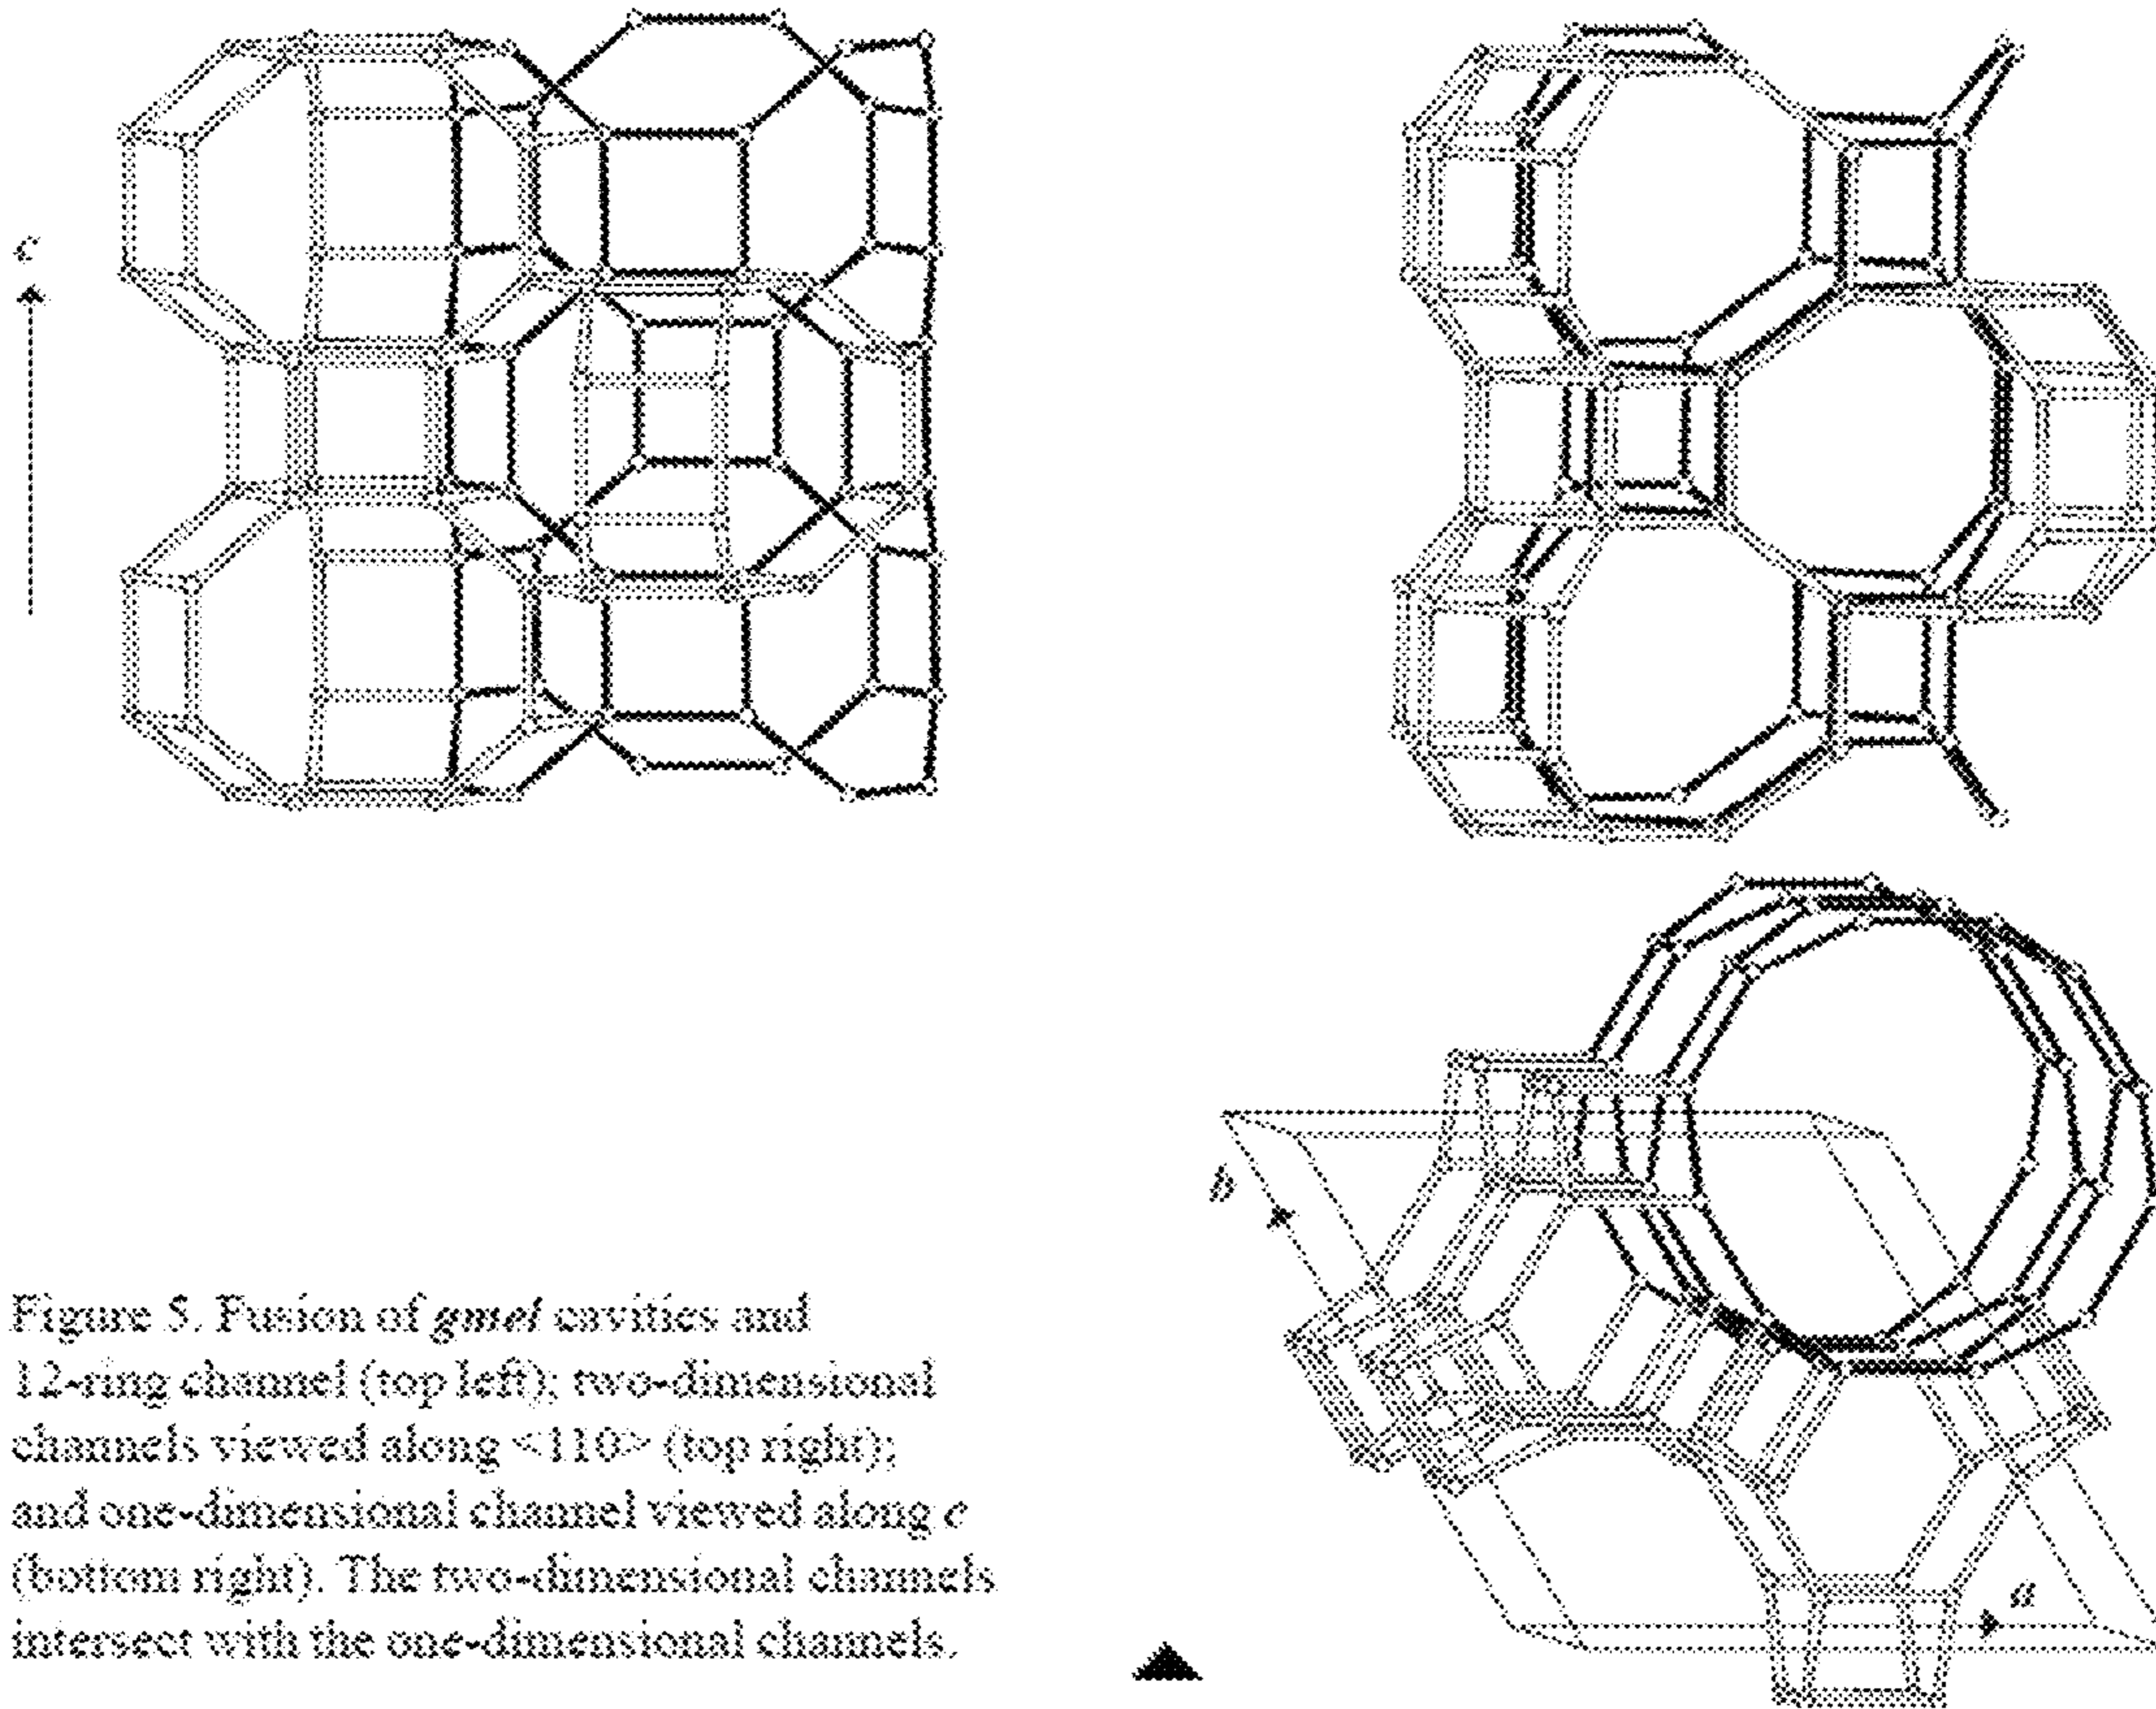 c
b
a
Figure 5. Fusion of gmel cavities and
12-ring channel (top left); two-dimensional
channels viewed along <110> (top right);
and one-dimensional channel viewed along c
(bottom right). The two-dimensional channels
intersect with the one-dimensional channels.